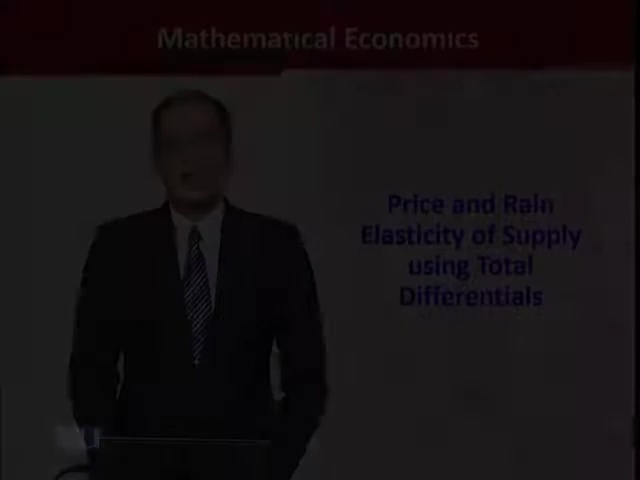 Mathematical Economics
Price and Rain
Elasticity of Supply
using Total
Differentials